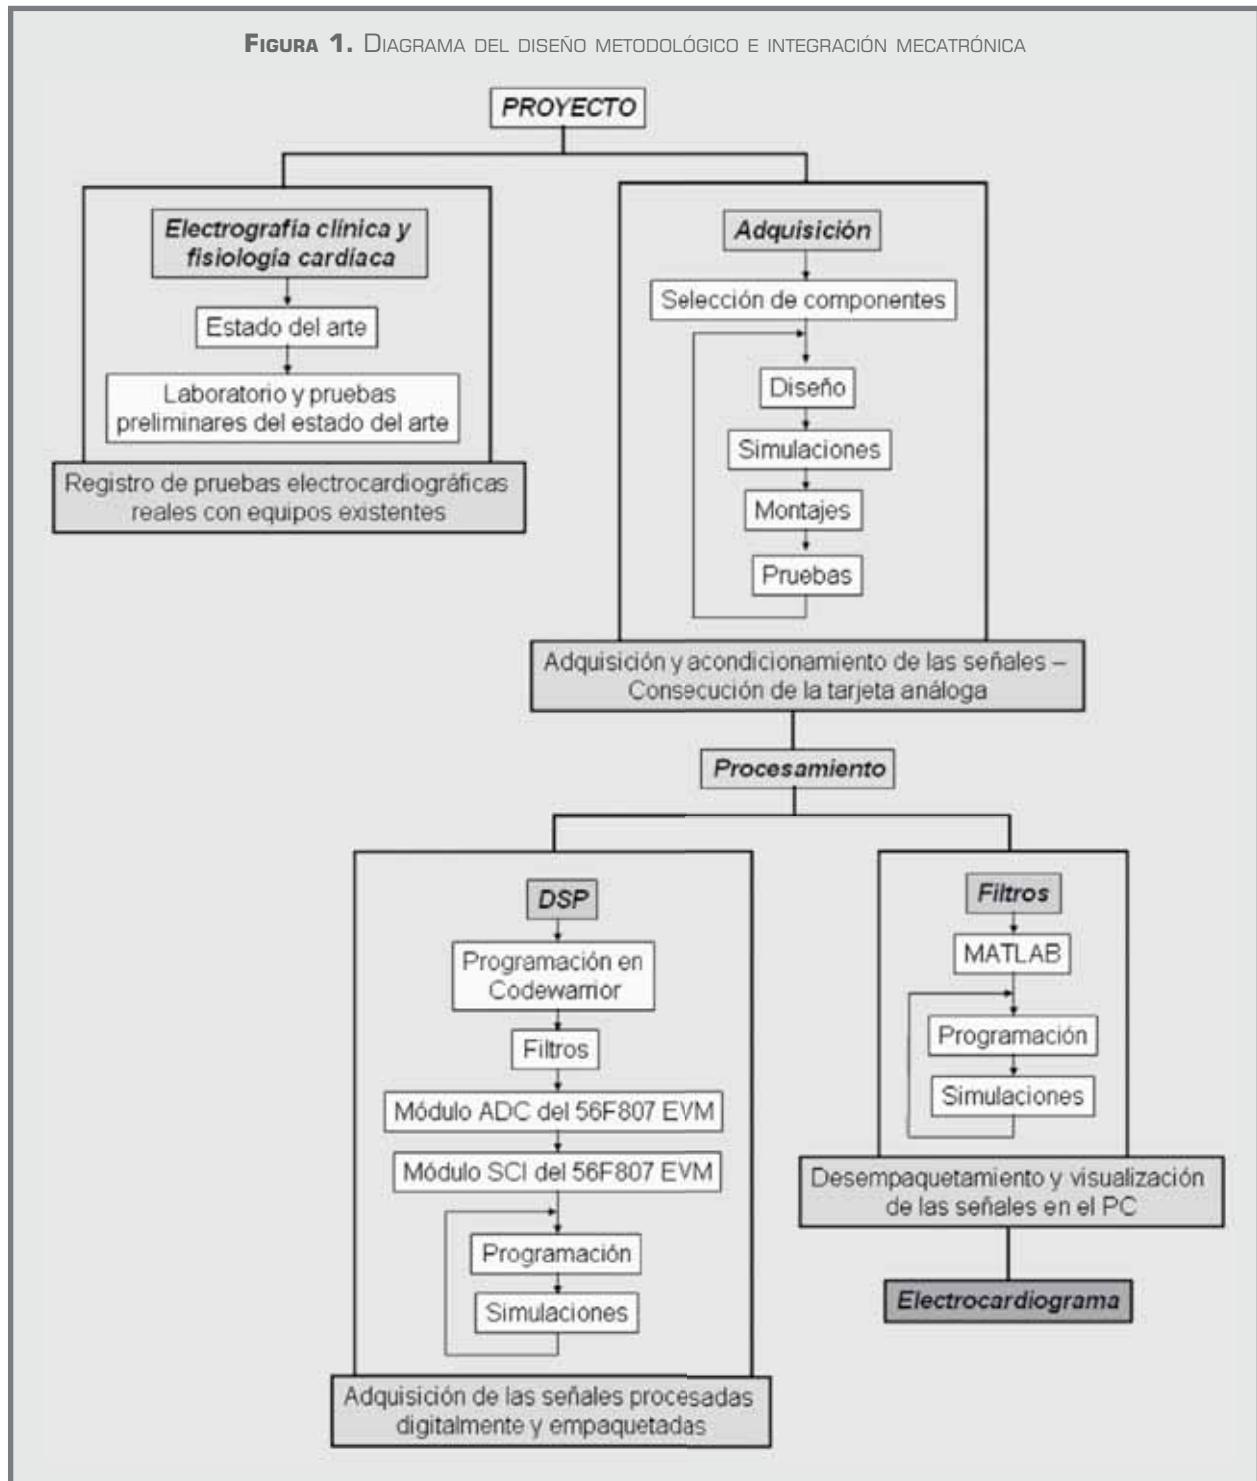 FIGURA 1. DIAGRAMA DEL DISEÑO METODOLÓGICO E INTEGRACIÓN MECATRÓNICA
PROYECTO
Electrografía clínica y
fisiología cardíaca
Estado del arte
Laboratorio y pruebas
preliminares del estado del arte
Registro de pruebas electrocardiográficas
reales con equipos existentes
Adquisición
Selección de componentes
Diseño
Simulaciones
Montajes
Pruebas
Adquisición y acondicionamiento de las señales –
Consecución de la tarjeta análoga
Procesamiento
DSP
Programación en
Codewarrior
Filtros
Módulo ADC del 56F807 EVM
Módulo SCI del 56F807 EVM
Programación
Simulaciones
Adquisición de las señales procesadas
digitalmente y empaquetadas
Filtros
MATLAB
Programación
Simulaciones
Desempaquetamiento y visualización
de las señales en el PC
Electrocardiograma